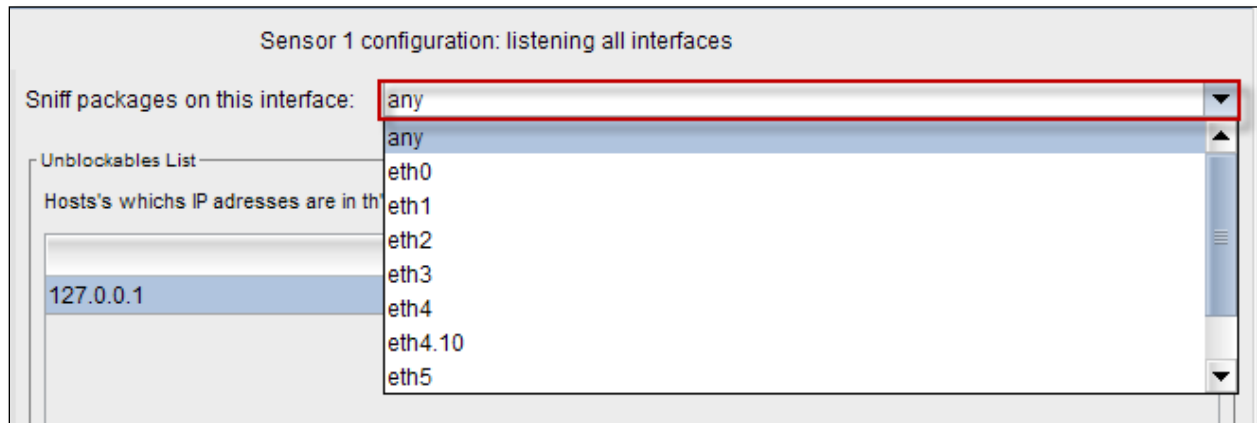 Sensor 1 configuration: listening all interfaces
Sniff packages on this interface: any
any
Unblockables List
eth0
Hosts's whichs IP adresses are in th'
eth1
eth2
eth3
127.0.0.1
eth4
eth4.10
eth5